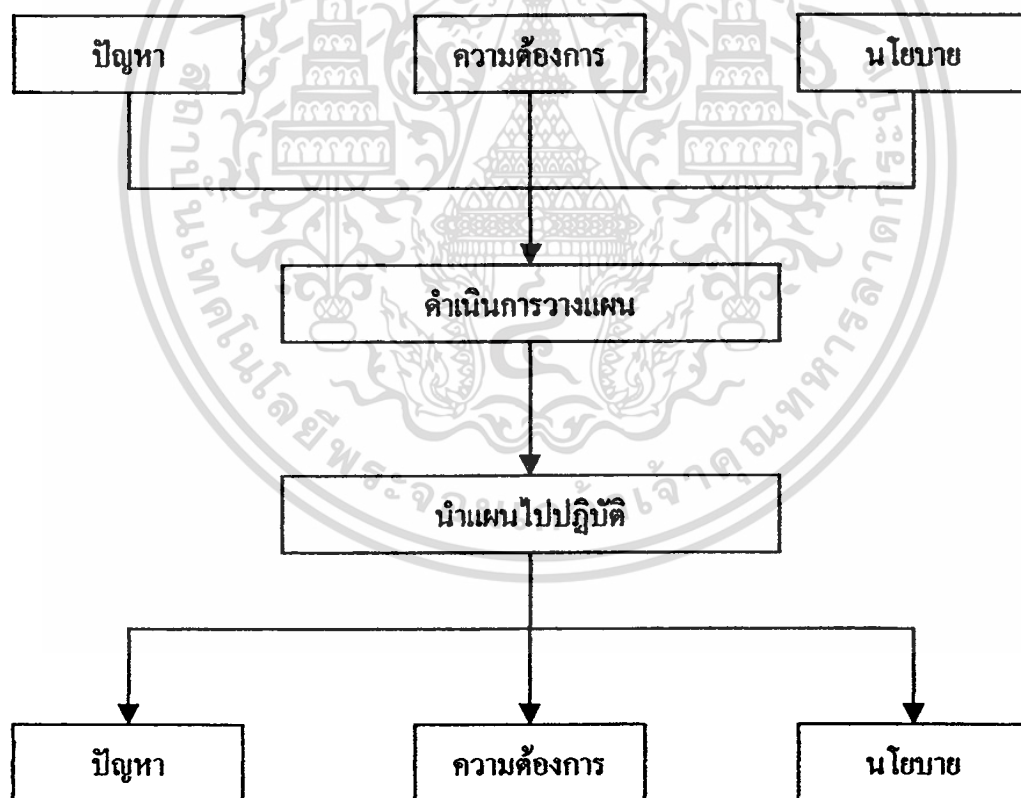 ปัญหา
ความต้องการ
นโยบาย
ดำเนินการวางแผน
นำแผนไปปฏิบัติ
ปัญหา
ความต้องการ
นโยบาย